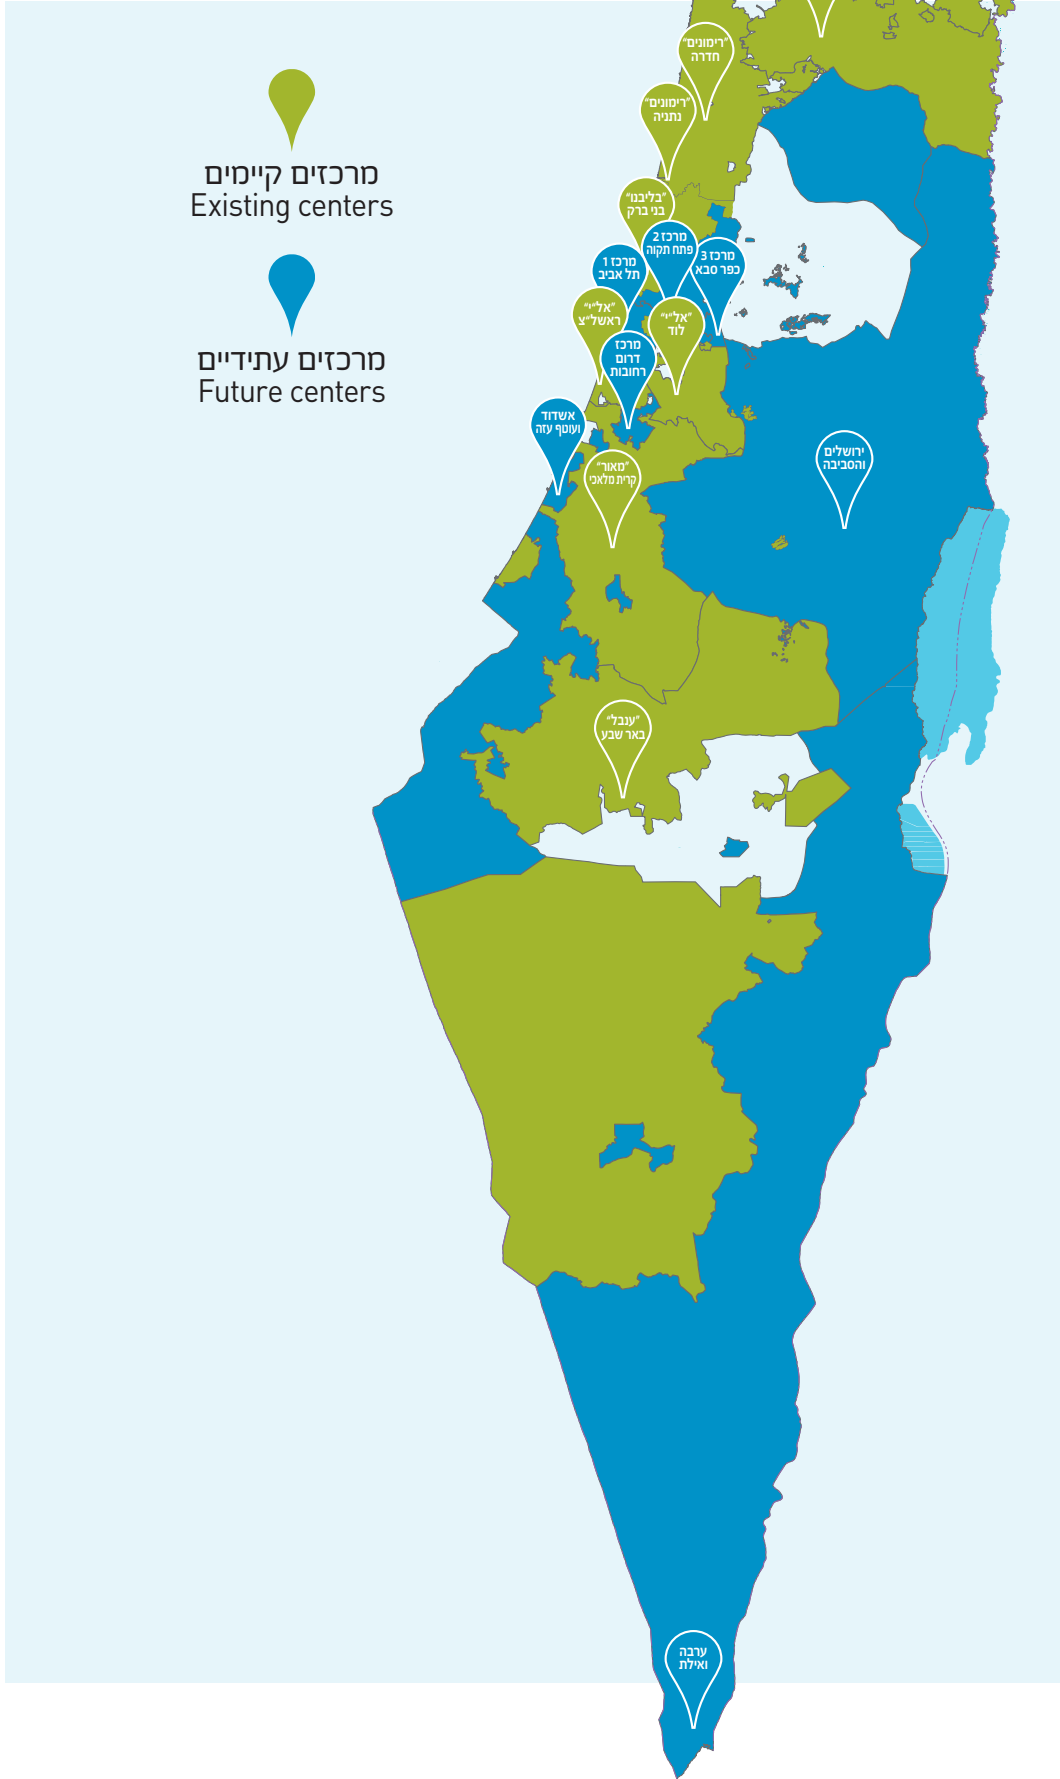 מרכזים קיימים
Existing centers
מרכזים עתידיים
Future centers
"רימונים"
חדרה
"רימונים"
נתניה
"בליבנו"
בני ברק
מרכז 2
פתח תקוה
מרכז 3
כפר סבא
מרכז 1
תל אביב
"אל"י"
ראשל"צ
"אל"י"
לוד
מרכז
דרום
רחובות
אשדוד
ועוטף עזה
ירושלים
והסביבה
"מאור"
קרית מלאכי
"ענבל"
באר שבע
ערבה
ואילת